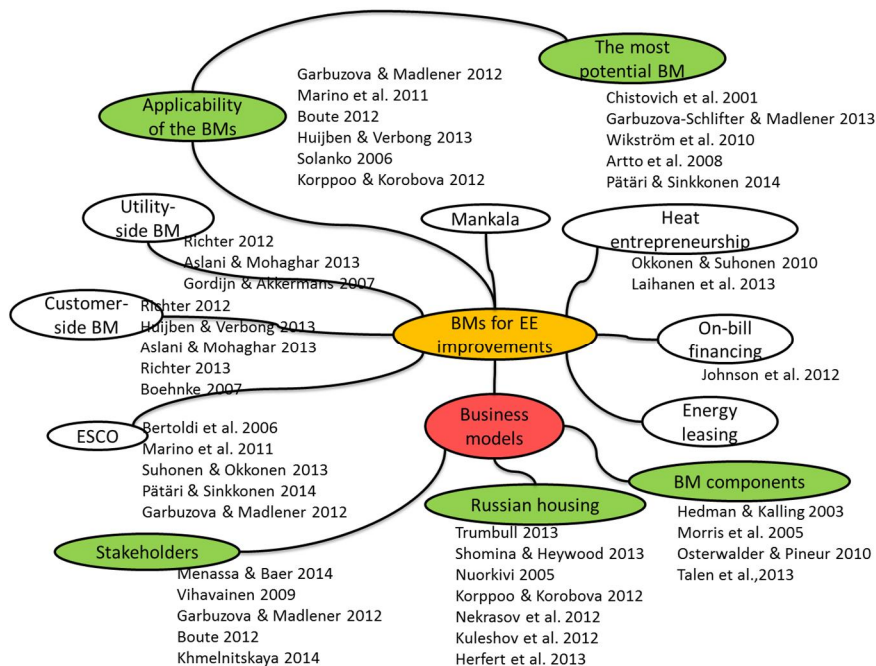 The most
potential BM
Chistovich et al. 2001
Garbuzova-Schlifter & Madlener 2013
Wikström et al. 2010
Artto et al. 2008
Pätäri & Sinkkonen 2014
Applicability
of the BMs
Garbuzova & Madlener 2012
Marino et al. 2011
Boute 2012
Huijben & Verbong 2013
Solanko 2006
Korppoo & Korobova 2012
Utility-
side BM
Richter 2012
Aslani & Mohaghar 2013
Gordijn & Akkermans 2007
Mankala
Heat
entrepreneurship
Okkonen & Suhonen 2010
Laihanen et al. 2013
Customer-
side BM
Richter 2012
Huijben & Verbong 2013
Aslani & Mohaghar 2013
Richter 2013
Boehnke 2007
BMs for EE
improvements
On-bill
financing
Johnson et al. 2012
Energy
leasing
ESCO
Bertoldi et al. 2006
Marino et al. 2011
Suhonen & Okkonen 2013
Pätäri & Sinkkonen 2014
Garbuzova & Madlener 2012
Business
models
BM components
Hedman & Kalling 2003
Morris et al. 2005
Osterwalder & Pineur 2010
Talen et al.,2013
Russian housing
Trumbull 2013
Shomina & Heywood 2013
Nuorkivi 2005
Korppoo & Korobova 2012
Nekrasov et al. 2012
Kuleshov et al. 2012
Herfert et al. 2013
Stakeholders
Menassa & Baer 2014
Vihavainen 2009
Garbuzova & Madlener 2012
Boute 2012
Khmelnitskaya 2014